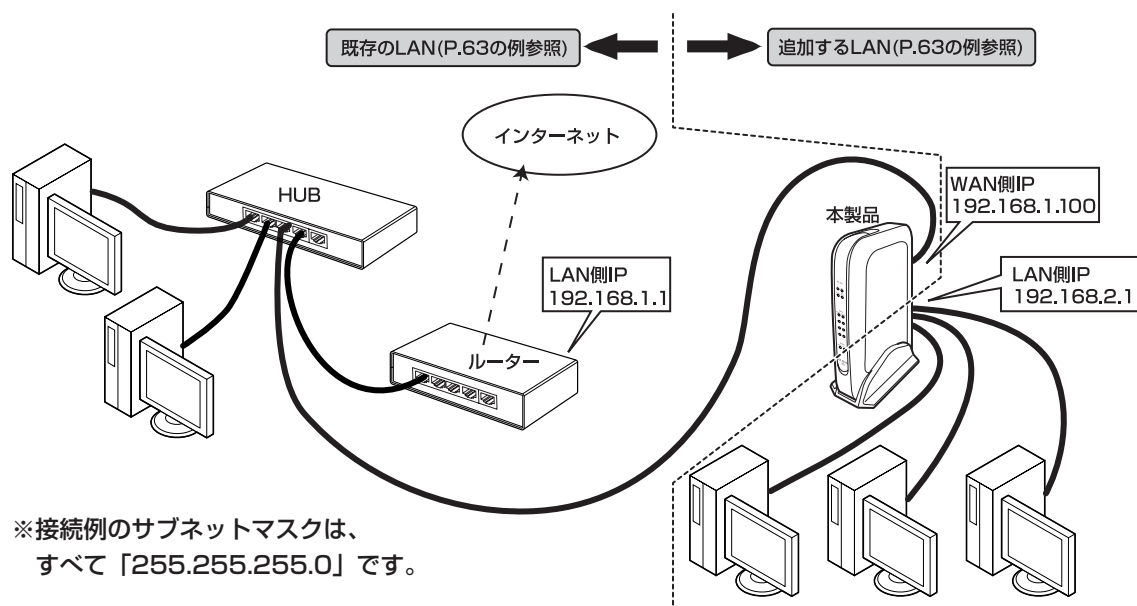 既存のLAN(P.63の例参照)
追加するLAN(P.63の例参照)
インターネット
HUB
WAN側IP
192.168.1.100
本製品
LAN側IP
192.168.1.1
LAN側IP
192.168.2.1
ルーター
※接続例のサブネットマスクは、
すべて「255.255.255.0」です。